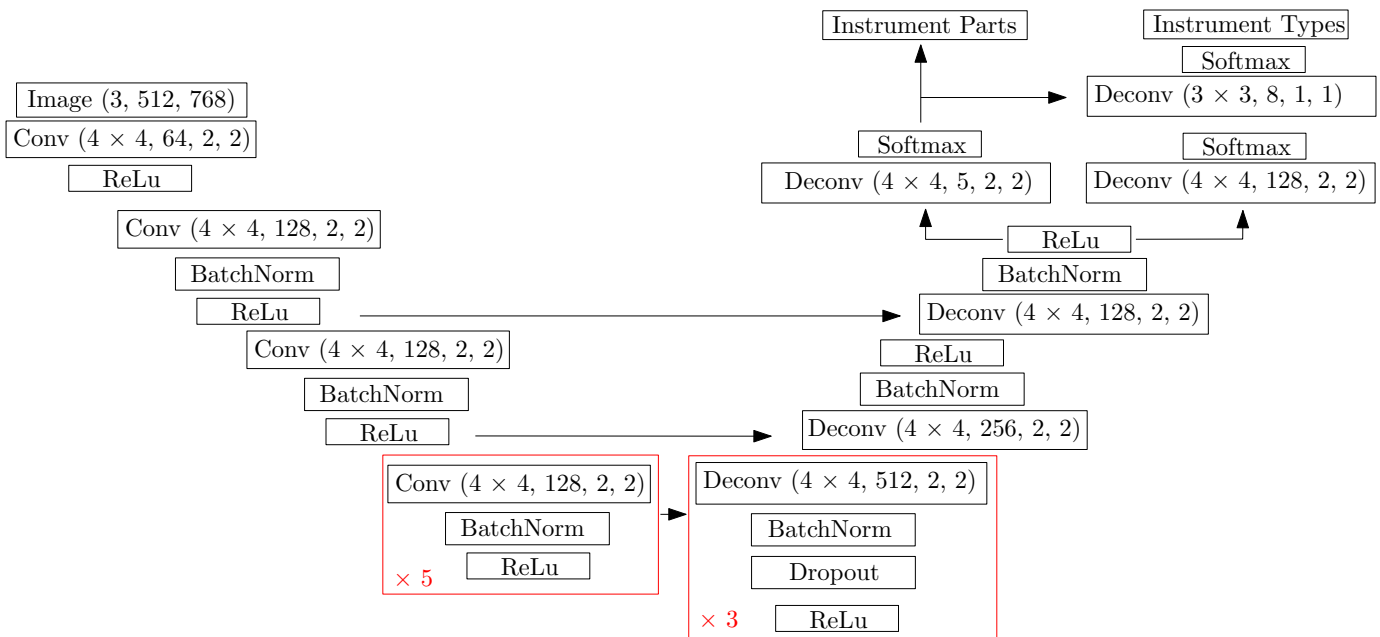 Image (3, 512, 768)
Conv (4 × 4, 64, 2, 2)
ReLu
Conv (4 × 4, 128, 2, 2)
BatchNorm
ReLu
Conv (4 × 4, 128, 2, 2)
BatchNorm
ReLu
Conv (4 × 4, 128, 2, 2)
BatchNorm
ReLu
× 5
Deconv (4 × 4, 512, 2, 2)
BatchNorm
Dropout
ReLu
× 3
Deconv (4 × 4, 256, 2, 2)
BatchNorm
ReLu
Deconv (4 × 4, 128, 2, 2)
BatchNorm
ReLu
Deconv (4 × 4, 5, 2, 2)
Softmax
Instrument Parts
Deconv (4 × 4, 128, 2, 2)
Softmax
Deconv (3 × 3, 8, 1, 1)
Softmax
Instrument Types